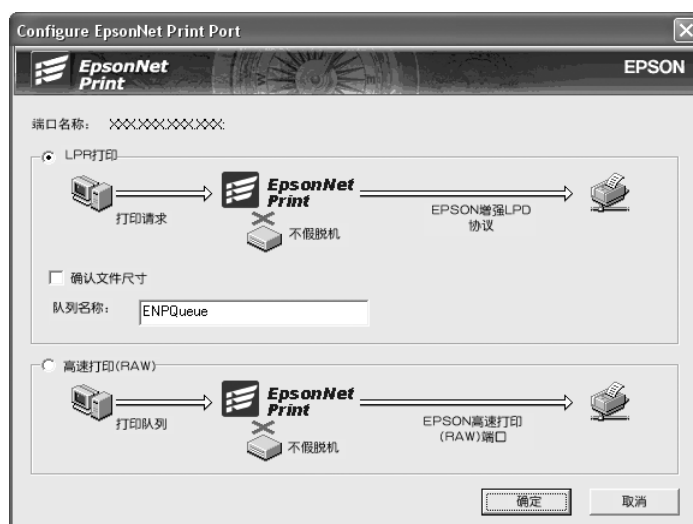 Configure EpsonNet Print Port
EpsonNet
Print
EPSON
端口名称： XXX.XXX.XXX.XXX:
LPR打印
打印请求
EpsonNet
Print
不假脱机
EPSON增强LPD
协议
确认文件尺寸
队列名称： ENPQueue
高速打印(RAW)
打印队列
EpsonNet
Print
不假脱机
EPSON高速打印
(RAW)端口
确定
取消